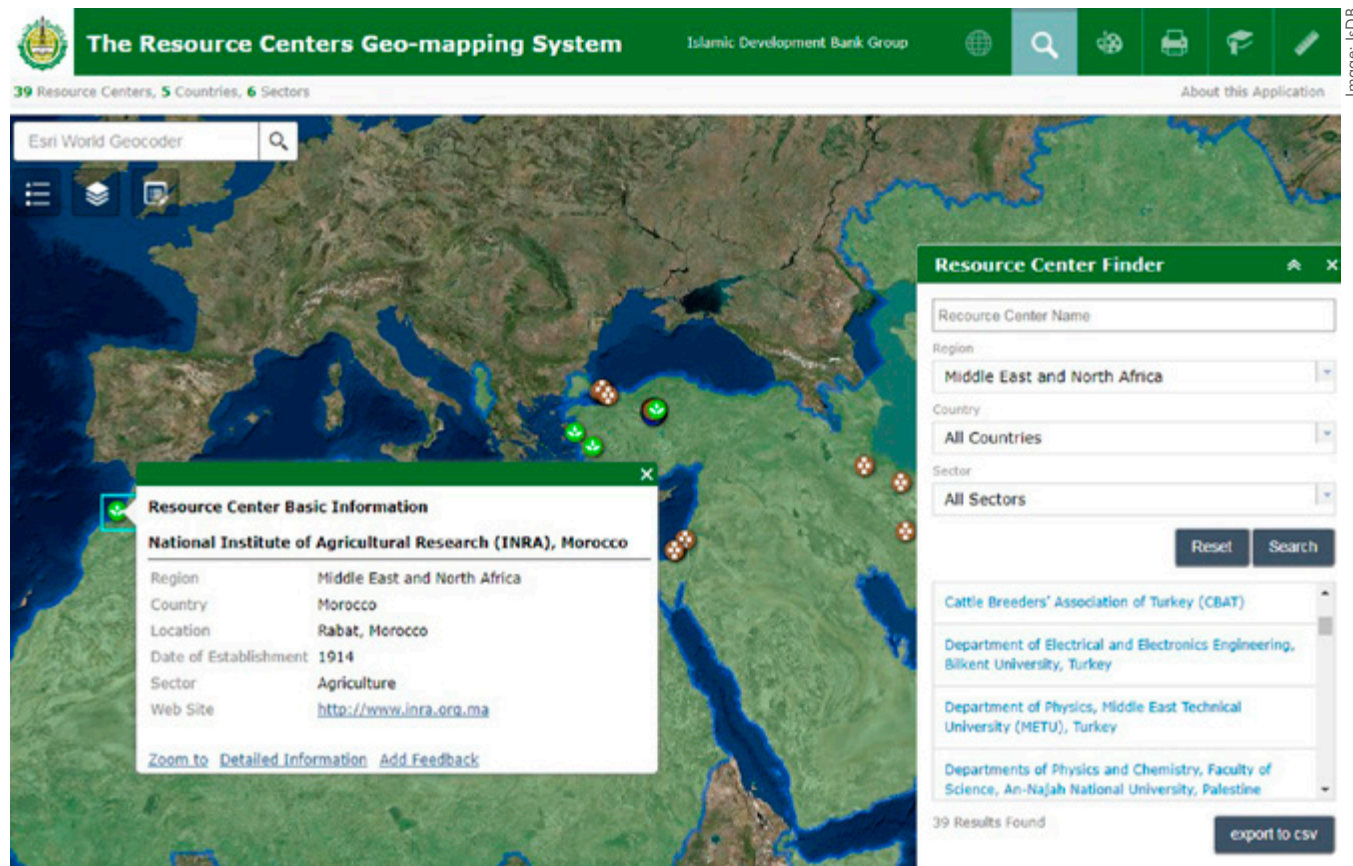 The Resource Centers Geo-mapping System
Islamic Development Bank Group
Image: IsDB
39 Resource Centers, 5 Countries, 6 Sectors
About this Application
Esri World Geocoder
Resource Center Finder
Recource Center Name
Region
Middle East and North Africa
Country
All Countries
Sector
All Sectors
Reset
Search
Cattle Breeders' Association of Turkey (CBAT)
Department of Electrical and Electronics Engineering,
Bilkent University, Turkey
Department of Physics, Middle East Technical
University (METU), Turkey
Departments of Physics and Chemistry, Faculty of
Science, An-Najah National University, Palestine
39 Results Found
export to csv
Resource Center Basic Information
National Institute of Agricultural Research (INRA), Morocco
Region Middle East and North Africa
Country Morocco
Location Rabat, Morocco
Date of Establishment 1914
Sector Agriculture
Web Site http://www.inra.org.ma
Zoom to Detailed Information Add Feedback